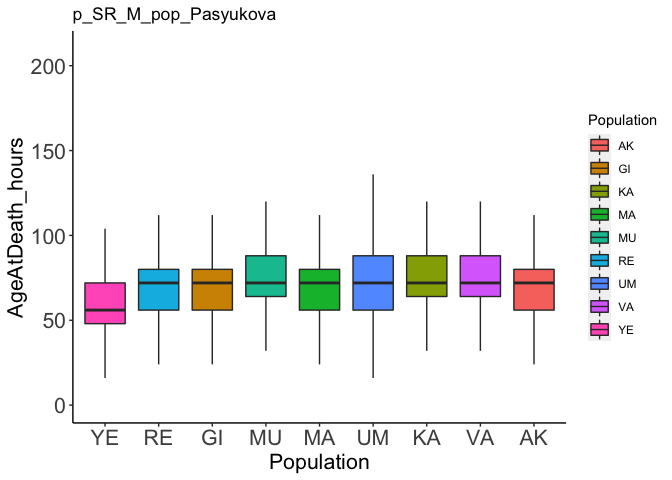 p_SR_M_pop_Pasyukova
AgeAtDeath_hours
200
150
100
50
0
YE RE GI MU MA UM KA VA AK
Population
Population
AK
GI
KA
MA
MU
RE
UM
VA
YE